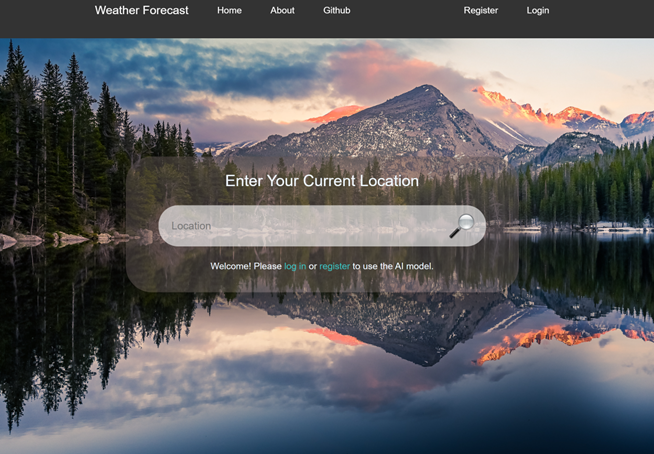 Weather Forecast Home About Github Register Login
Enter Your Current Location
Location
Welcome! Please log in or register to use the AI model.